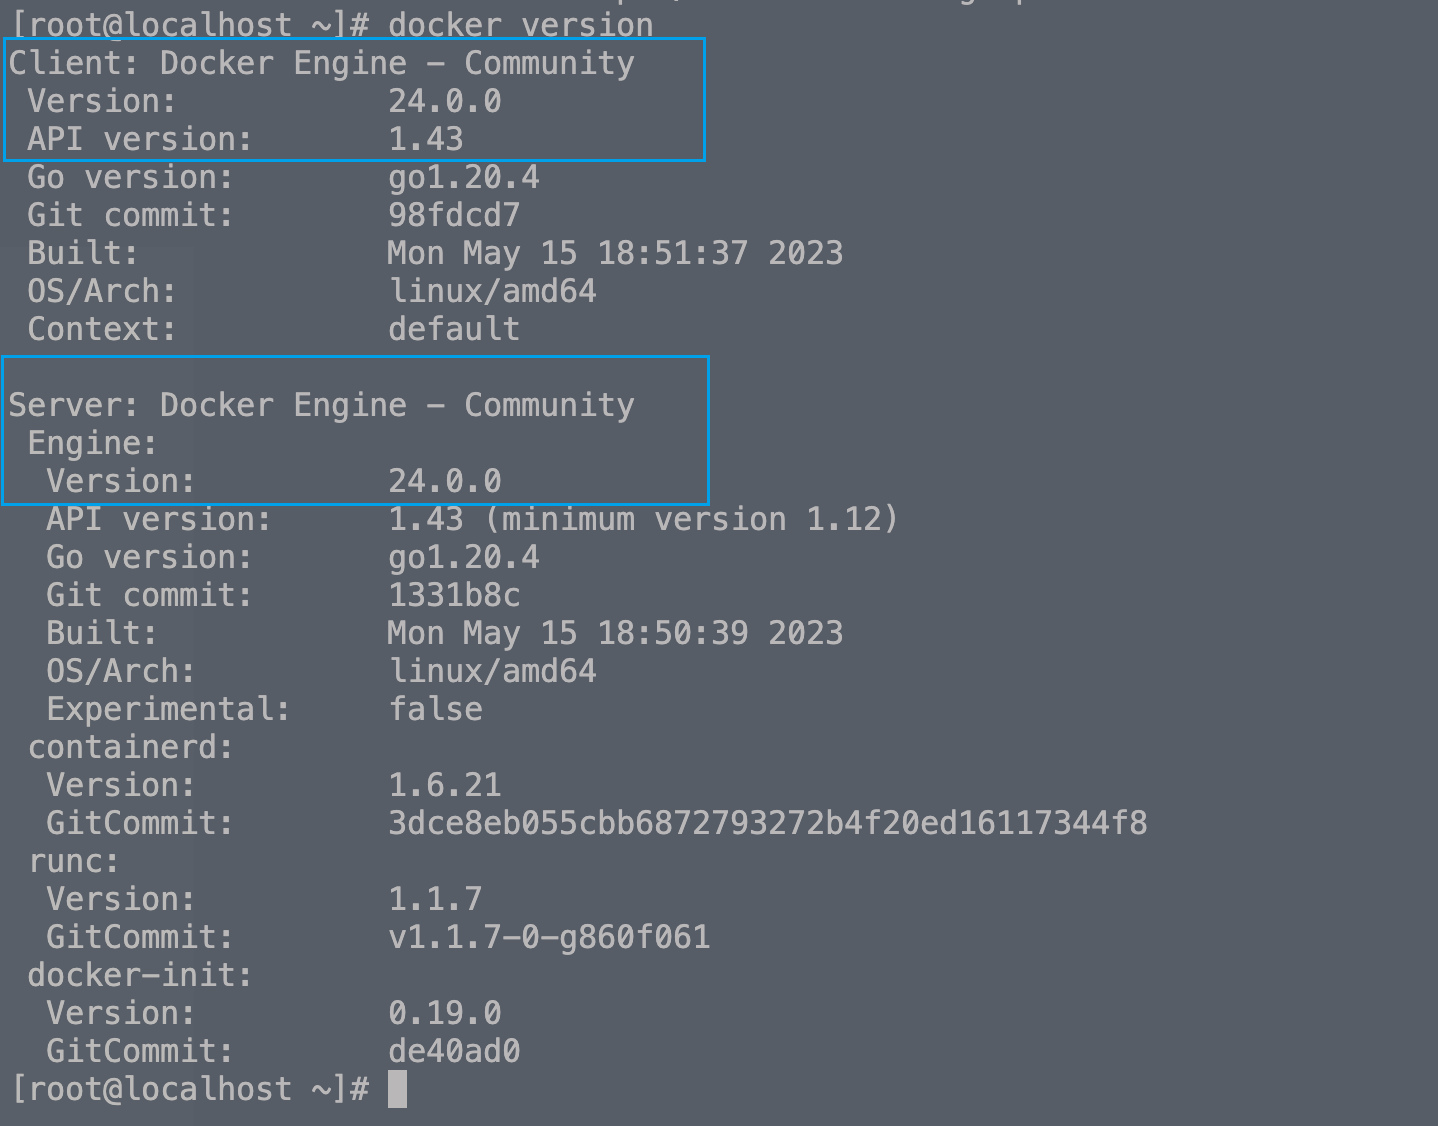 [root@localhost ~]# docker version
Client: Docker Engine - Community
 Version:           24.0.0
 API version:       1.43
 Go version:        go1.20.4
 Git commit:        98fdcd7
 Built:             Mon May 15 18:51:37 2023
 OS/Arch:           linux/amd64
 Context:           default
Server: Docker Engine - Community
 Engine:
  Version:          24.0.0
  API version:      1.43 (minimum version 1.12)
  Go version:       go1.20.4
  Git commit:       1331b8c
  Built:            Mon May 15 18:50:39 2023
  OS/Arch:          linux/amd64
  Experimental:     false
 containerd:
  Version:          1.6.21
  GitCommit:        3dce8eb055cbb6872793272b4f20ed16117344f8
 runc:
  Version:          1.1.7
  GitCommit:        v1.1.7-0-g860f061
 docker-init:
  Version:          0.19.0
  GitCommit:        de40ad0
[root@localhost ~]#